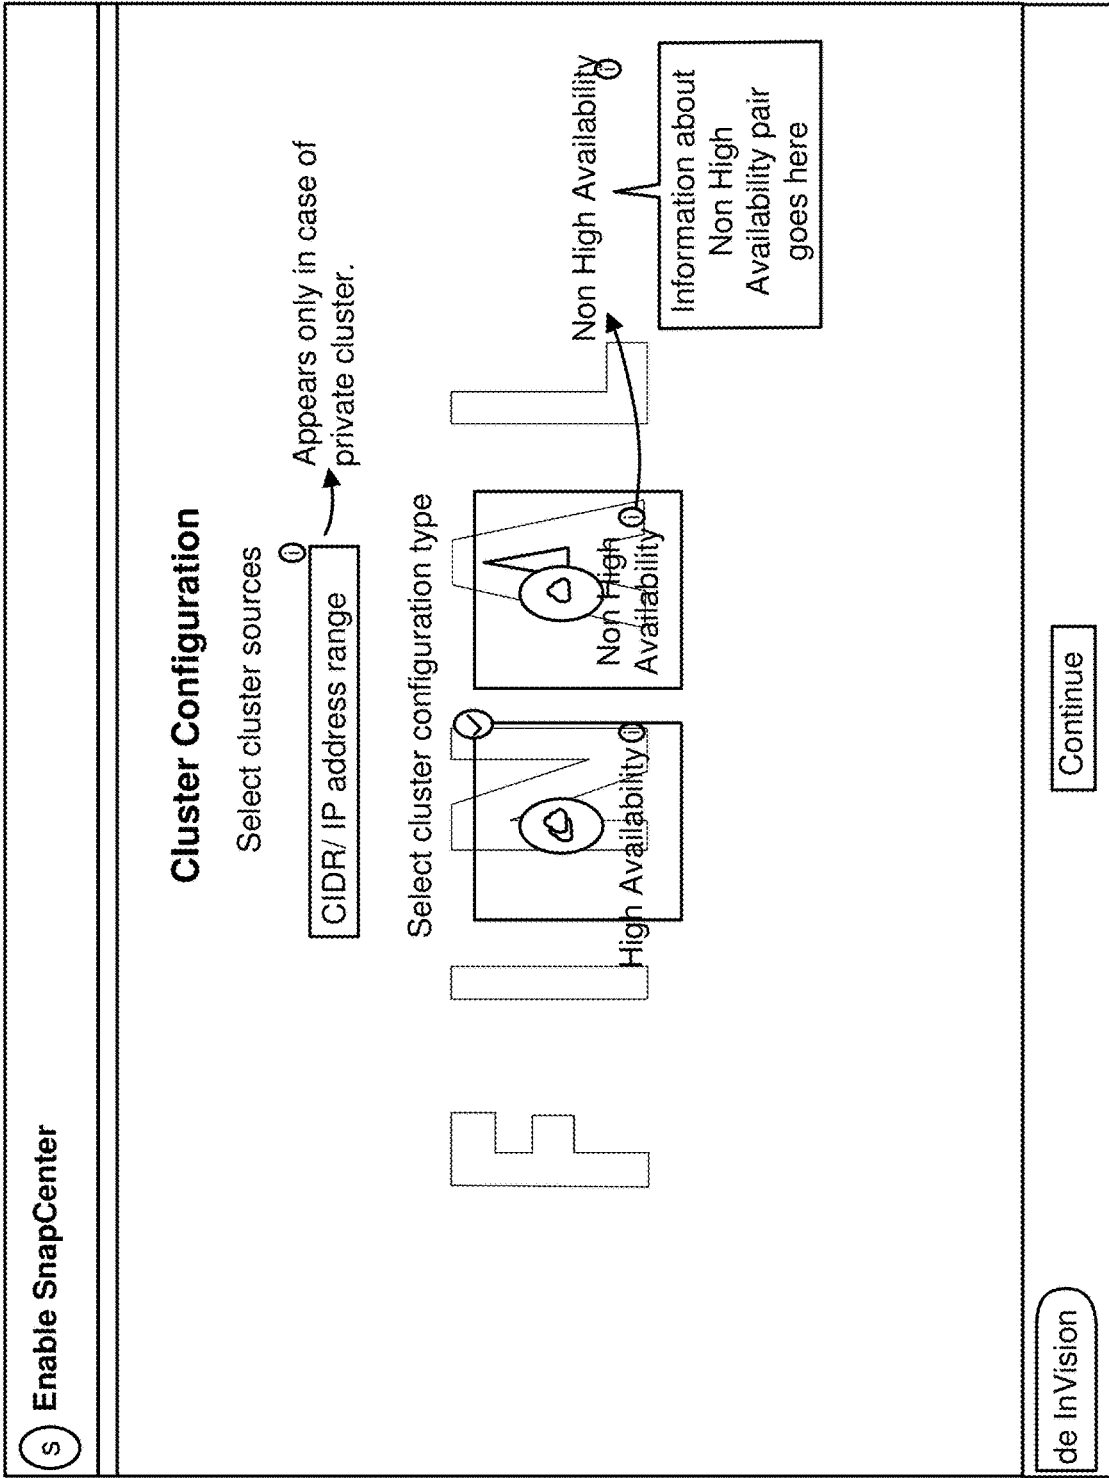 s Enable SnapCenter
Cluster Configuration
Select cluster sources
i
CIDR/ IP address range
Appears only in case of
private cluster.
Select cluster configuration type
High Availability i
Non High
Availability
i
Non High Availability
i
Information about
Non High
Availability pair
goes here
FINAL
de InVision
Continue